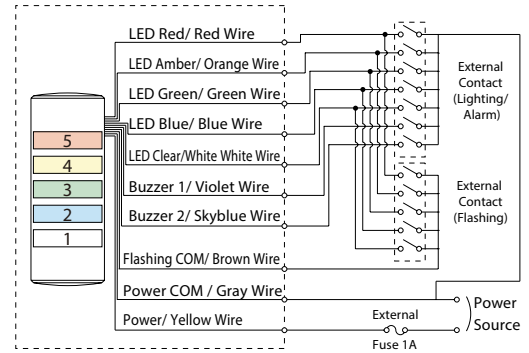 LED Red/ Red Wire
LED Amber/ Orange Wire
LED Green/ Green Wire
LED Blue/ Blue Wire
LED Clear/White White Wire
Buzzer 1/ Violet Wire
Buzzer 2/ Skyblue Wire
Flashing COM/ Brown Wire
Power COM / Gray Wire
Power/ Yellow Wire
5
4
3
2
1
External
Contact
(Lighting/
Alarm)
External
Contact
(Flashing)
External
Fuse 1A
Power
Source